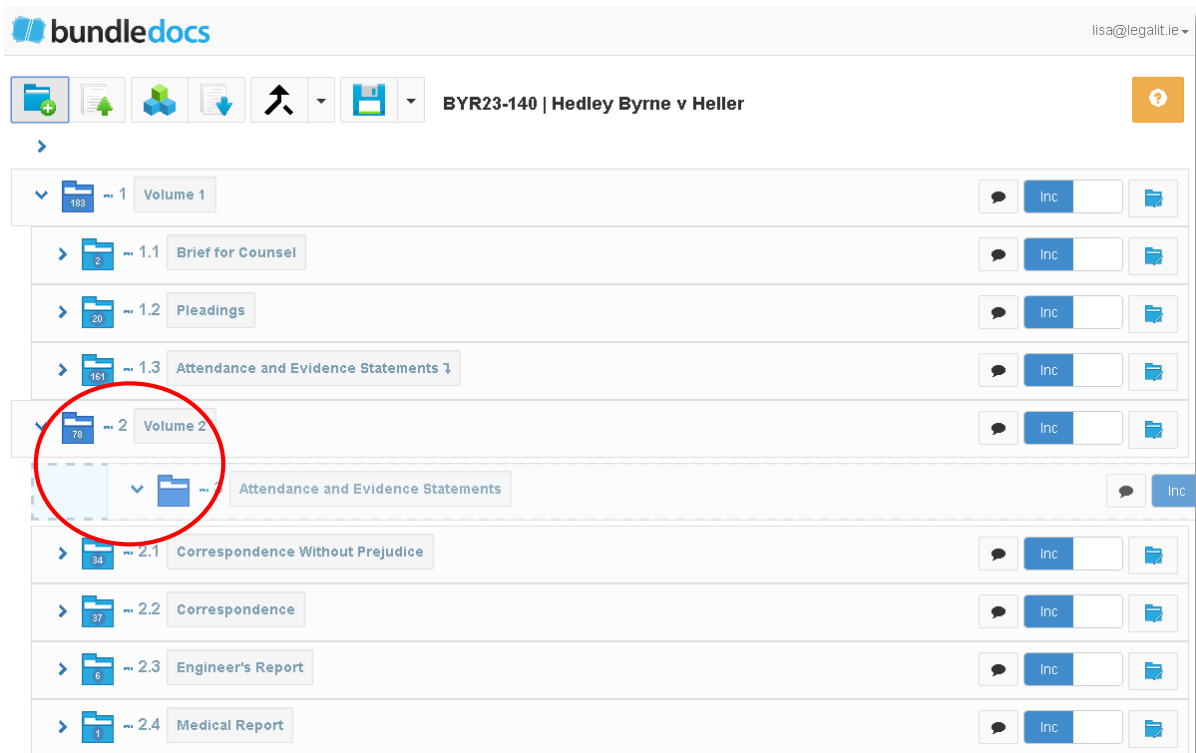 bundledocs
lisa@legalit.ie
BYR23-140 | Hedley Byrne v Heller
?
183 1 Volume 1 Inc
2 1.1 Brief for Counsel Inc
20 1.2 Pleadings Inc
161 1.3 Attendance and Evidence Statements ↴ Inc
78 2 Volume 2 Inc
3 Attendance and Evidence Statements Inc
34 2.1 Correspondence Without Prejudice Inc
37 2.2 Correspondence Inc
6 2.3 Engineer's Report Inc
1 2.4 Medical Report Inc